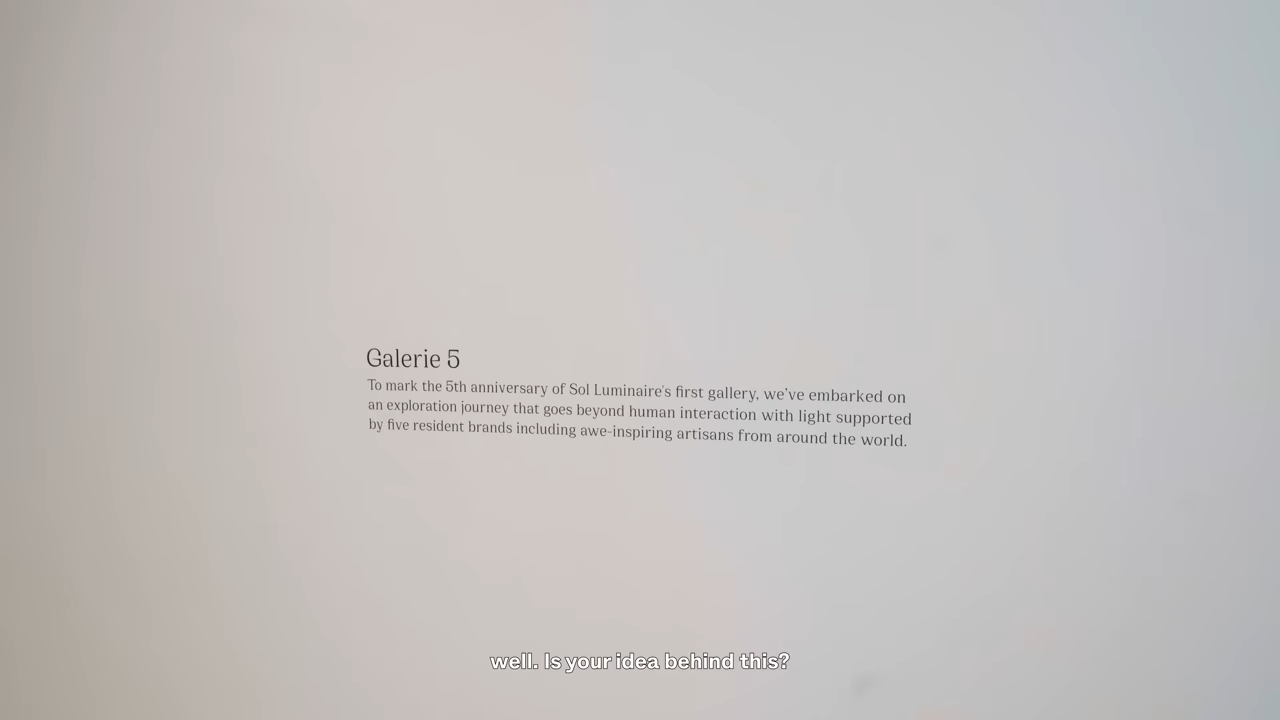 Galerie 5
To mark the 5th anniversary of Sol Luminaire's first gallery, we've embarked on
an exploration journey that goes beyond human interaction with light supported
by five resident brands including awe-inspiring artisans from around the world.
well. Is your idea behind this?